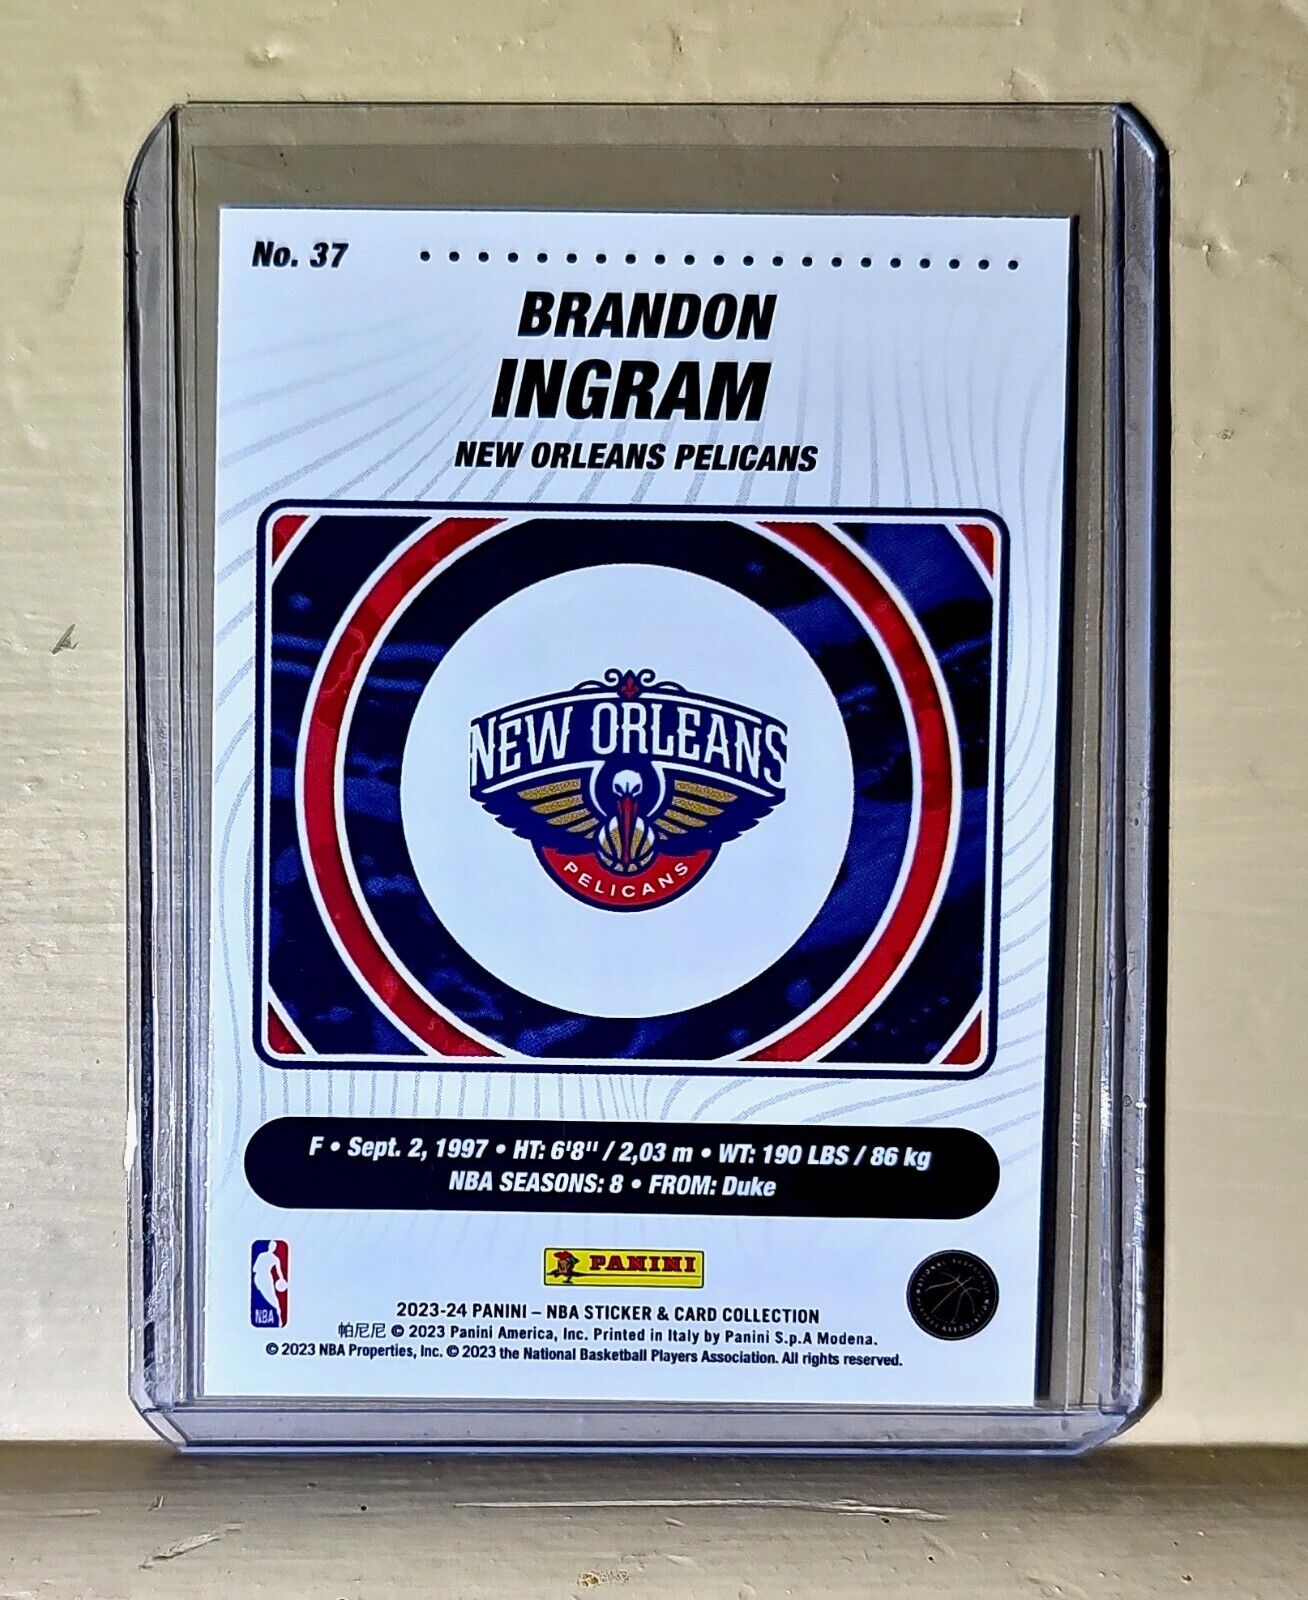 No. 37
BRANDON
INGRAM
NEW ORLEANS PELICANS
NEW ORLEANS
PELICANS
F • Sept. 2, 1997 • HT: 6'8'' / 2,03 m • WT: 190 LBS / 86 kg
NBA SEASONS: 8 • FROM: Duke
NBA
PANINI
2023-24 PANINI – NBA STICKER & CARD COLLECTION
帕尼尼 © 2023 Panini America, Inc. Printed in Italy by Panini S.p.A Modena.
© 2023 NBA Properties, Inc. © 2023 the National Basketball Players Association. All rights reserved.